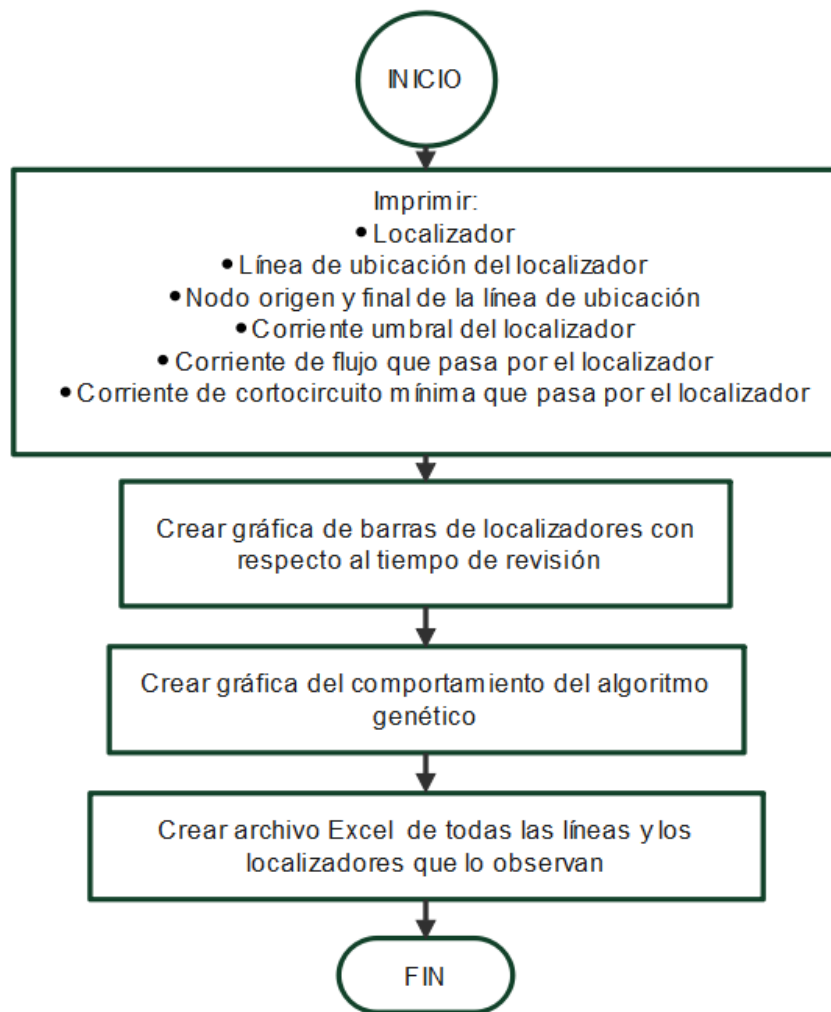 INICIO
Imprimir:
• Localizador
• Línea de ubicación del localizador
• Nodo origen y final de la línea de ubicación
• Corriente umbral del localizador
• Corriente de flujo que pasa por el localizador
• Corriente de cortocircuito mínima que pasa por el localizador
Crear gráfica de barras de localizadores con
respecto al tiempo de revisión
Crear gráfica del comportamiento del algoritmo
genético
Crear archivo Excel de todas las líneas y los
localizadores que lo observan
FIN